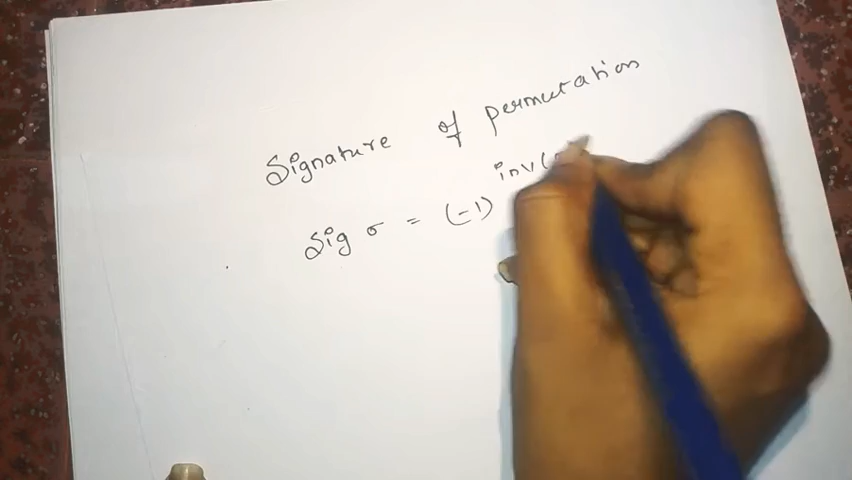 Signature of permutation
Sig σ = (-1) inv(